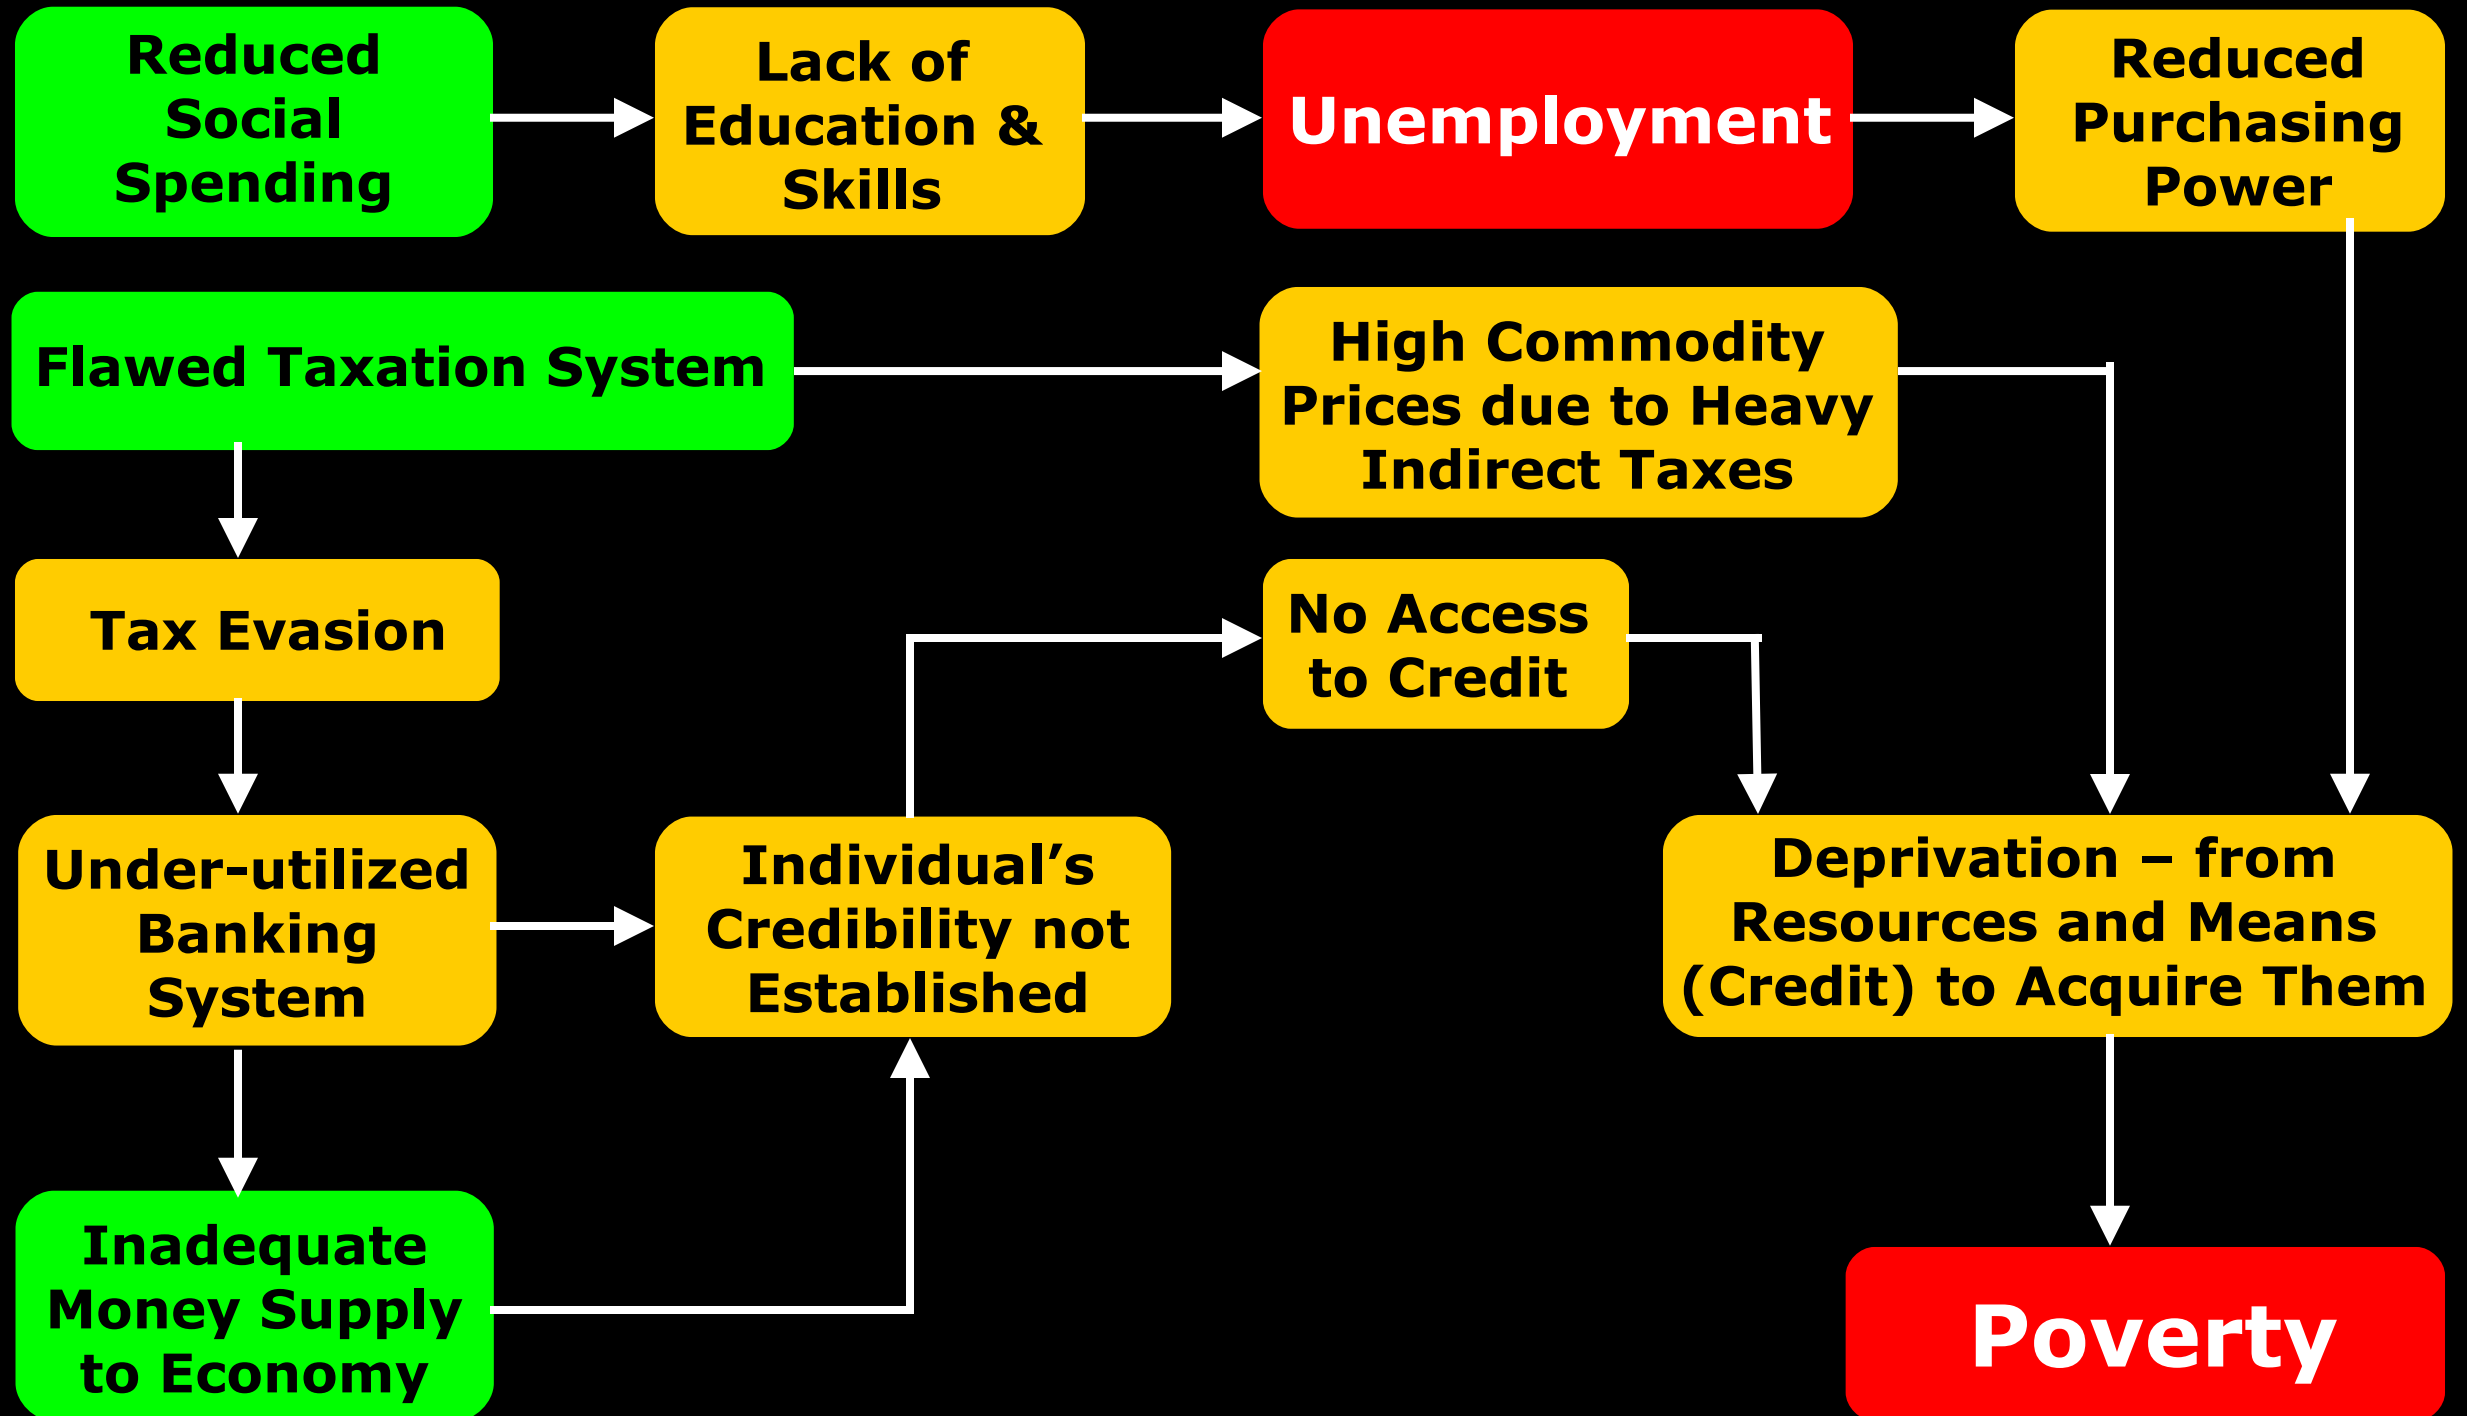 Reduced
Social
Spending
Lack of
Education &
Skills
Unemployment
Reduced
Purchasing
Power
Flawed Taxation System
High Commodity
Prices due to Heavy
Indirect Taxes
Tax Evasion
No Access
to Credit
Under-utilized
Banking
System
Individual’s
Credibility not
Established
Deprivation – from
Resources and Means
(Credit) to Acquire Them
Inadequate
Money Supply
to Economy
Poverty